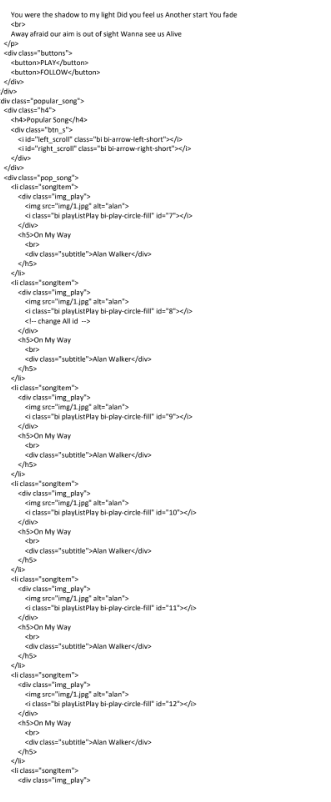 You were the shadow to my light Did you feel us Another start You fade
<br>
Away afraid our aim is out of sight Wanna see us Alive
</p>
<div class="buttons">
<button>PLAY</button>
<button>FOLLOW</button>
</div>
</div>
div class="popular_song">
<div class="h4">
<h4>Popular Song</h4>
<div class="btn_s">
<i id="left_scroll" class="bi bi-arrow-left-short"></i>
<i id="right_scroll" class="bi bi-arrow-right-short"></i>
</div>
</div>
<div class="pop_song">
<li class="songItem">
<div class="img_play">
<img src="img/1.jpg" alt="alan">
<i class="bi playListPlay bi-play-circle-fill" id="7"></i>
</div>
<h5>On My Way
<br>
<div class="subtitle">Alan Walker</div>
</h5>
</li>
<li class="songItem">
<div class="img_play">
<img src="img/1.jpg" alt="alan">
<i class="bi playListPlay bi-play-circle-fill" id="8"></i>
<!-- change All id -->
</div>
<h5>On My Way
<br>
<div class="subtitle">Alan Walker</div>
</h5>
</li>
<li class="songItem">
<div class="img_play">
<img src="img/1.jpg" alt="alan">
<i class="bi playListPlay bi-play-circle-fill" id="9"></i>
</div>
<h5>On My Way
<br>
<div class="subtitle">Alan Walker</div>
</h5>
</li>
<li class="songItem">
<div class="img_play">
<img src="img/1.jpg" alt="alan">
<i class="bi playListPlay bi-play-circle-fill" id="10"></i>
</div>
<h5>On My Way
<br>
<div class="subtitle">Alan Walker</div>
</h5>
</li>
<li class="songItem">
<div class="img_play">
<img src="img/1.jpg" alt="alan">
<i class="bi playListPlay bi-play-circle-fill" id="11"></i>
</div>
<h5>On My Way
<br>
<div class="subtitle">Alan Walker</div>
</h5>
</li>
<li class="songItem">
<div class="img_play">
<img src="img/1.jpg" alt="alan">
<i class="bi playListPlay bi-play-circle-fill" id="12"></i>
</div>
<h5>On My Way
<br>
<div class="subtitle">Alan Walker</div>
</h5>
</li>
<li class="songItem">
<div class="img_play">